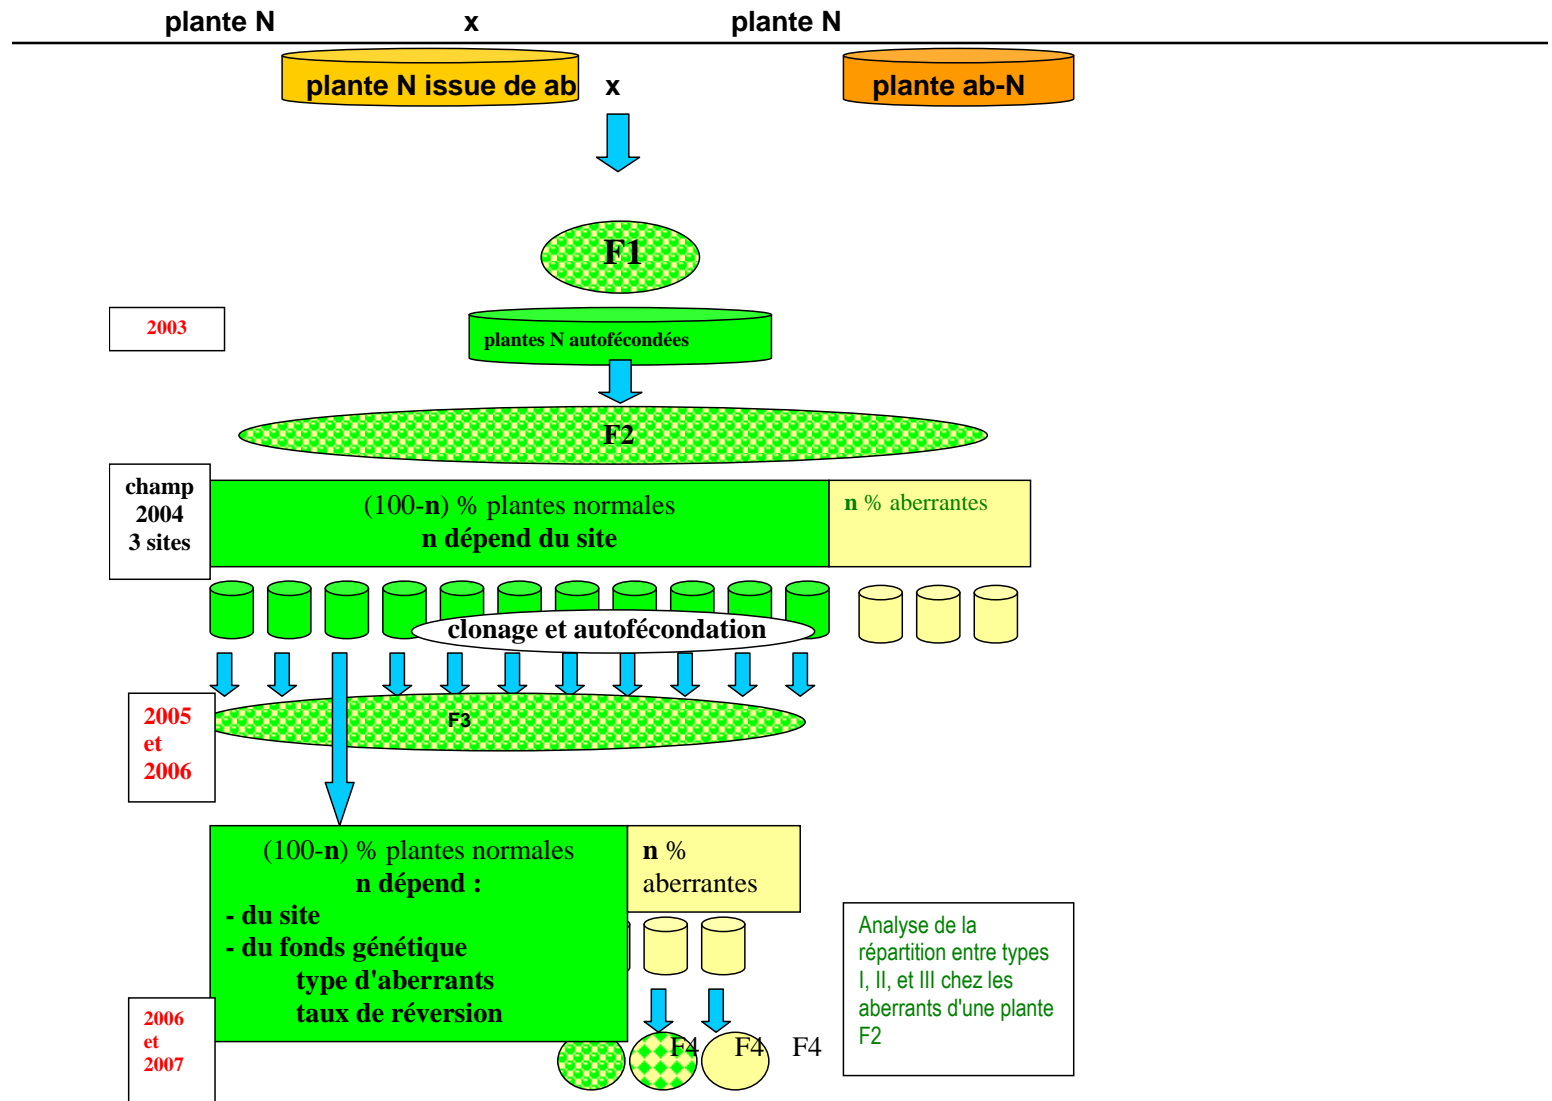 plante N x plante N
plante N issue de ab x plante ab-N
F1
2003
plantes N autofécondées
F2
champ
2004
3 sites
(100-n) % plantes normales
n dépend du site
n % aberrantes
clonage et autofécondation
2005
et
2006
F3
(100-n) % plantes normales
n dépend :
- du site
- du fonds génétique
type d'aberrants
taux de réversion
n %
aberrantes
Analyse de la
répartition entre types
I, II, et III chez les
aberrants d'une plante
F2
2006
et
2007
F4 F4 F4